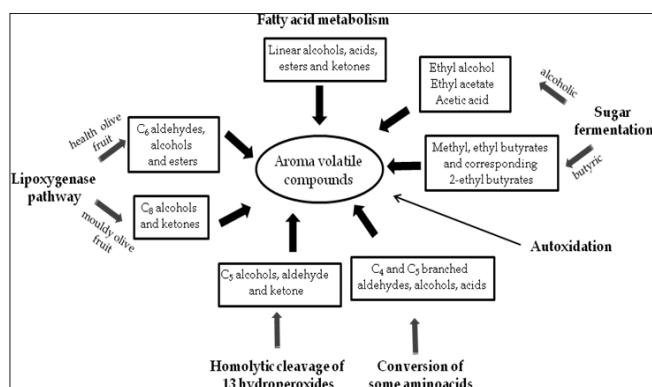 Fatty acid metabolism
Linear alcohols, acids,
esters and ketones
Ethyl alcohol
Ethyl acetate
Acetic acid
alcoholic
Sugar
fermentation
butyric
Methyl, ethyl butyrates
and corresponding
2-ethyl butyrates
health olive
fruit
C₆ aldehydes,
alcohols
and esters
Lipoxygenase
pathway
mouldy olive
fruit
C₈ alcohols
and ketones
Aroma volatile
compounds
Autoxidation
C₅ alcohols, aldehyde
and ketone
C₄ and C₅ branched
aldehydes, alcohols, acids
Homolytic cleavage of
13 hydroperoxides
Conversion of
some aminoacids